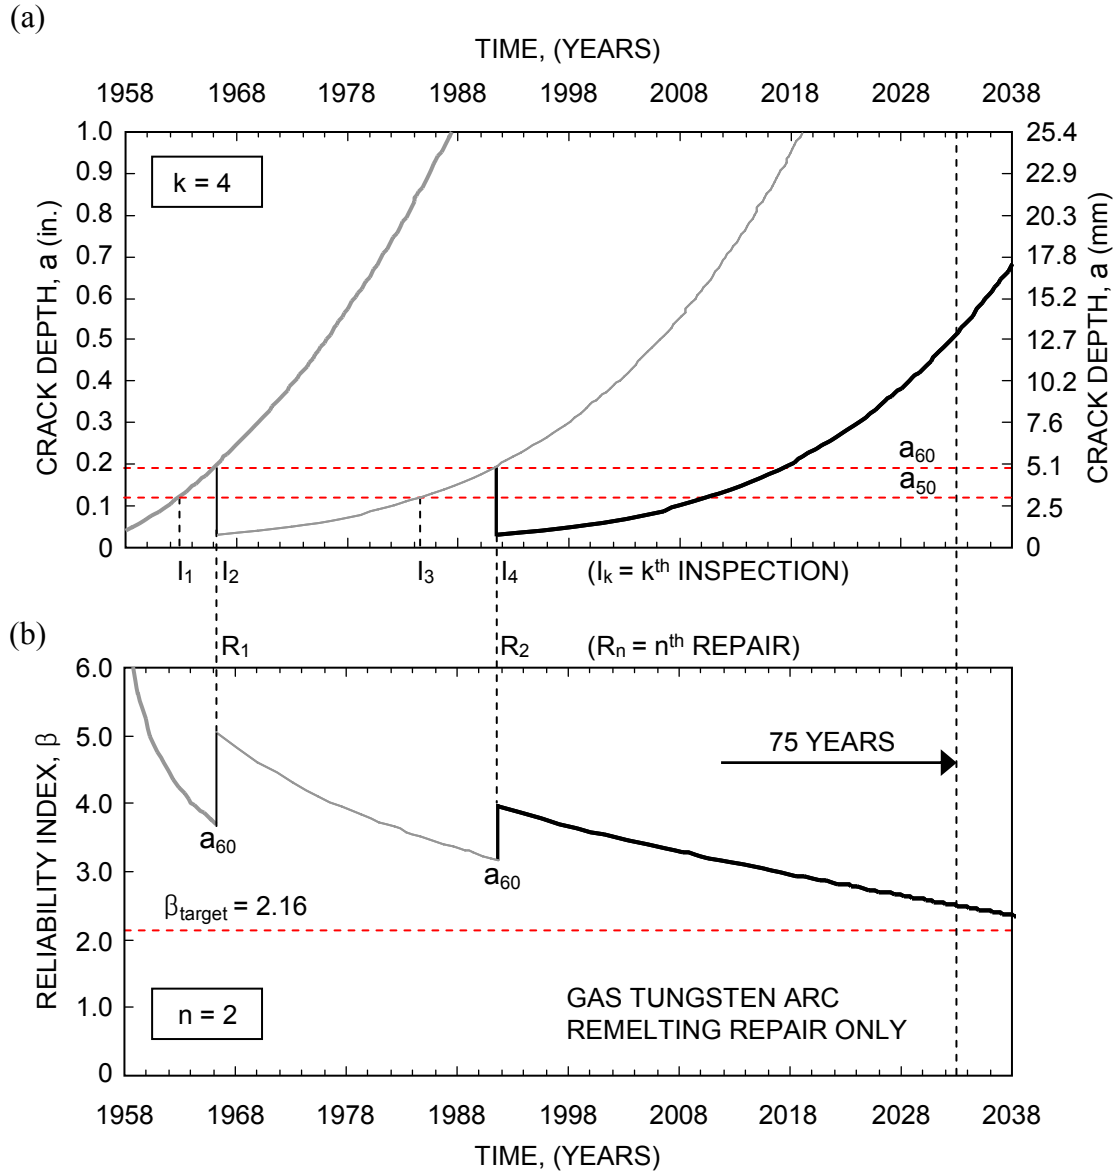 (a)
TIME, (YEARS)
1958 1968 1978 1988 1998 2008 2018 2028 2038
1.0
0.9
0.8
0.7
0.6
0.5
0.4
0.3
0.2
0.1
0
CRACK DEPTH, a (in.)
k = 4
25.4
22.9
20.3
17.8
15.2
12.7
10.2
7.6
5.1
2.5
0
CRACK DEPTH, a (mm)
a60
a50
I1 I2 I3 I4 (Ik = kth INSPECTION)
(b)
R1 R2 (Rn = nth REPAIR)
6.0
5.0
4.0
3.0
2.0
1.0
0
RELIABILITY INDEX, β
75 YEARS
a60
a60
βtarget = 2.16
n = 2
GAS TUNGSTEN ARC
REMELTING REPAIR ONLY
1958 1968 1978 1988 1998 2008 2018 2028 2038
TIME, (YEARS)